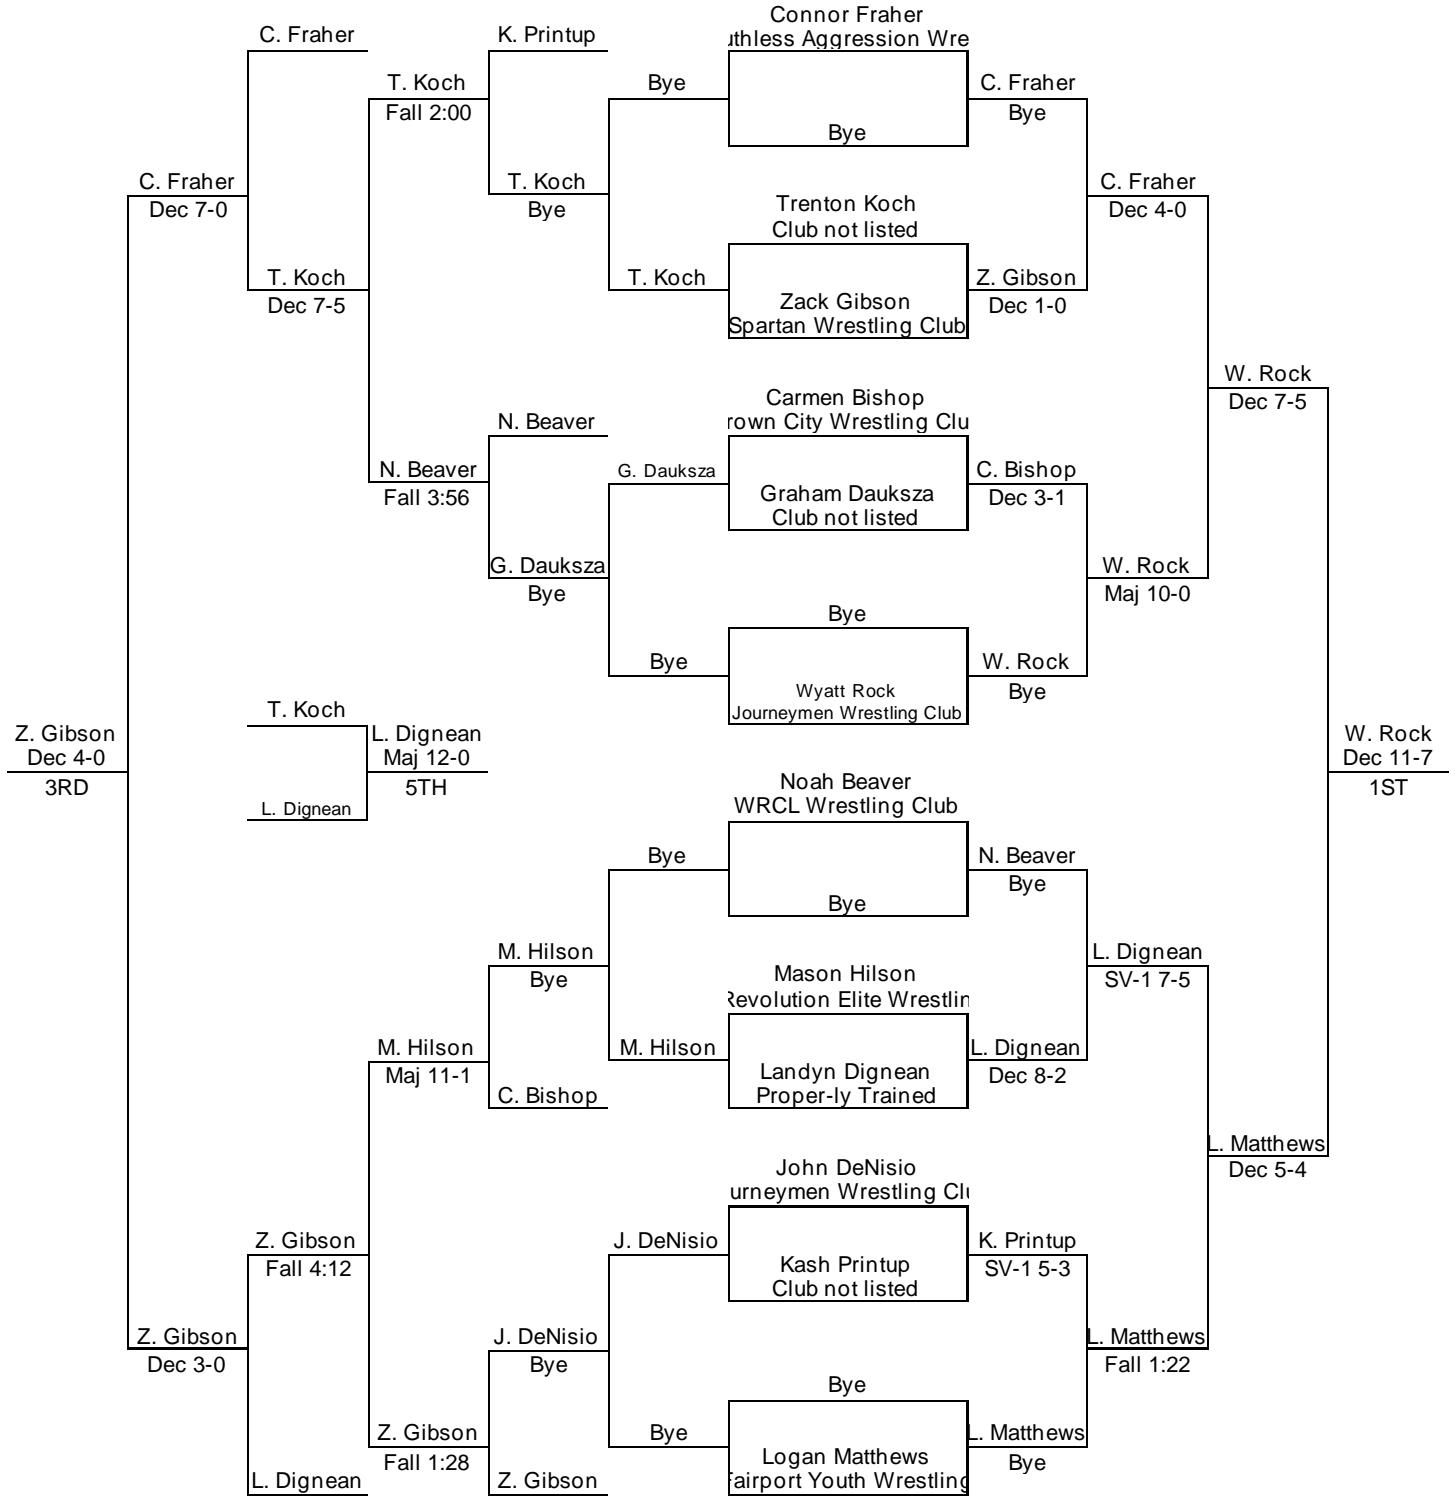 Connor Fraher
uthless Aggression Wre
C. Fraher
K. Printup
T. Koch
Fall 2:00
Bye
C. Fraher
Bye
Bye
C. Fraher
Dec 7-0
T. Koch
Bye
Trenton Koch
Club not listed
C. Fraher
Dec 4-0
T. Koch
Dec 7-5
T. Koch
Zack Gibson
Spartan Wrestling Club
Z. Gibson
Dec 1-0
W. Rock
Dec 7-5
Carmen Bishop
rown City Wrestling Clu
N. Beaver
N. Beaver
Fall 3:56
G. Dauksza
Graham Dauksza
Club not listed
C. Bishop
Dec 3-1
G. Dauksza
Bye
W. Rock
Maj 10-0
Bye
Bye
Wyatt Rock
Journeymen Wrestling Club
W. Rock
Bye
T. Koch
Z. Gibson
Dec 4-0
3RD
L. Dignean
Maj 12-0
5TH
L. Dignean
W. Rock
Dec 11-7
1ST
Noah Beaver
WRCL Wrestling Club
Bye
Bye
N. Beaver
Bye
M. Hilson
Bye
Mason Hilson
Revolution Elite Wrestlin
L. Dignean
SV-1 7-5
M. Hilson
Maj 11-1
M. Hilson
Landyn Dignean
Proper-ly Trained
L. Dignean
Dec 8-2
C. Bishop
L. Matthews
Dec 5-4
John DeNisio
urneymen Wrestling Clu
Z. Gibson
Fall 4:12
J. DeNisio
Kash Printup
Club not listed
K. Printup
SV-1 5-3
Z. Gibson
Dec 3-0
J. DeNisio
Bye
L. Matthews
Fall 1:22
Bye
Z. Gibson
Fall 1:28
Bye
Logan Matthews
Fairport Youth Wrestling
L. Matthews
Bye
L. Dignean
Z. Gibson